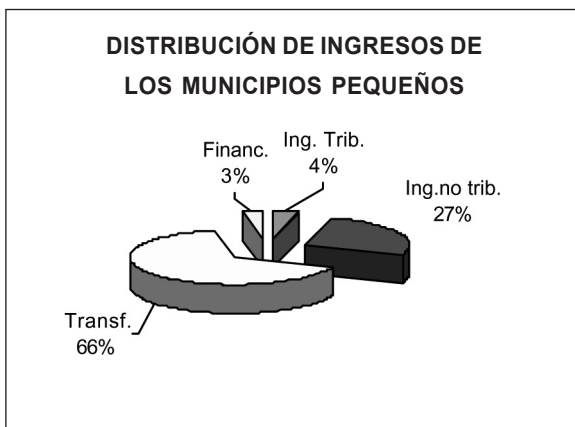 DISTRIBUCIÓN DE INGRESOS DE
LOS MUNICIPIOS PEQUEÑOS
Financ.
3%
Ing. Trib.
4%
Ing.no trib.
27%
Transf.
66%